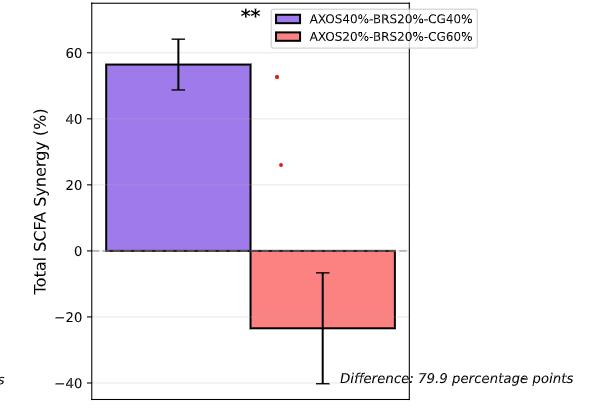 **
AXOS40%-BRS20%-CG40%
AXOS20%-BRS20%-CG60%
Total SCFA Synergy (%)
60
40
20
0
−20
−40
s
Difference: 79.9 percentage points